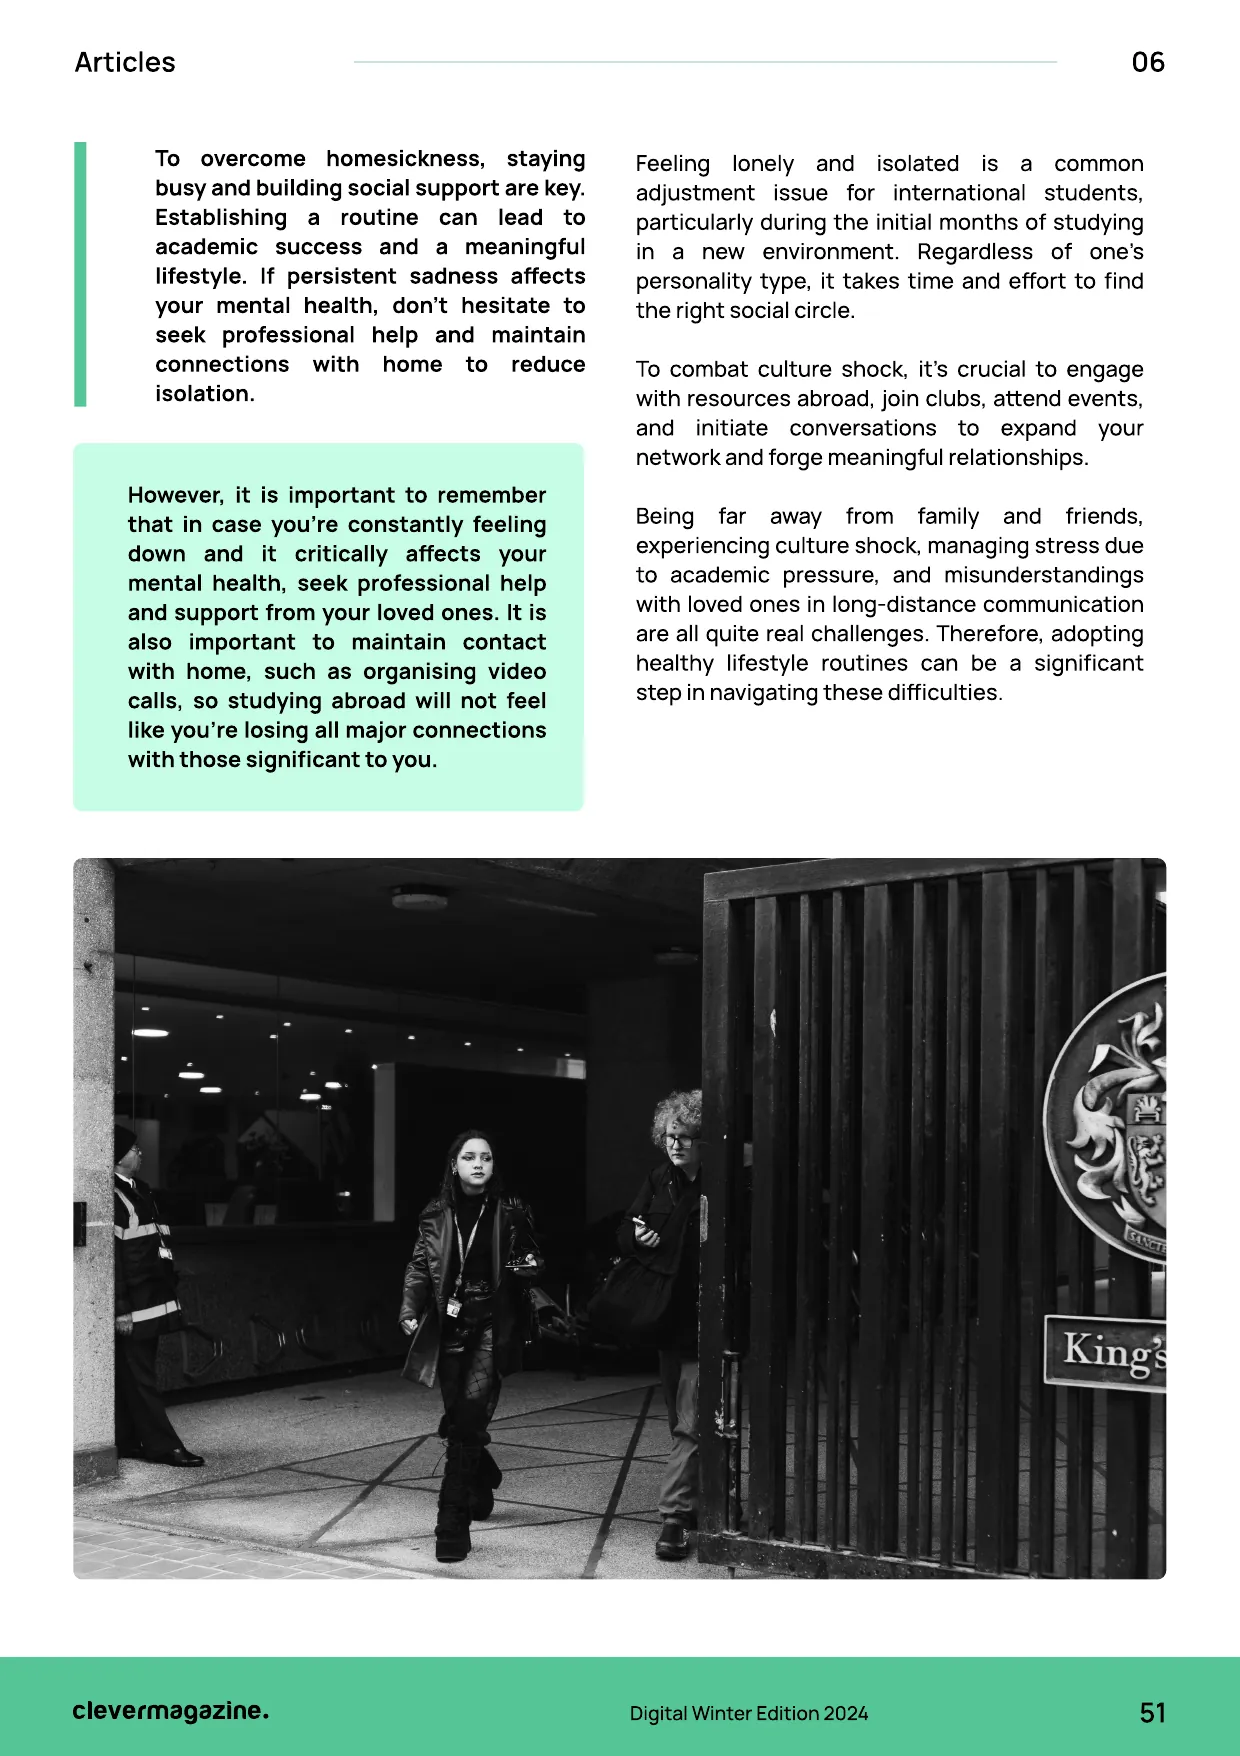 Articles
06
To overcome homesickness, staying
busy and building social support are key.
Establishing a routine can lead to
academic success and a meaningful
lifestyle. If persistent sadness affects
your mental health, don't hesitate to
seek professional help and maintain
connections with home to reduce
isolation.
However, it is important to remember
that in case you're constantly feeling
down and it critically affects your
mental health, seek professional help
and support from your loved ones. It is
also important to maintain contact
with home, such as organising video
calls, so studying abroad will not feel
like you're losing all major connections
with those significant to you.
Feeling lonely and isolated is a common
adjustment issue for international students,
particularly during the initial months of studying
in a new environment. Regardless of one's
personality type, it takes time and effort to find
the right social circle.
To combat culture shock, it's crucial to engage
with resources abroad, join clubs, attend events,
and initiate conversations to expand your
network and forge meaningful relationships.
Being far away from family and friends,
experiencing culture shock, managing stress due
to academic pressure, and misunderstandings
with loved ones in long-distance communication
are all quite real challenges. Therefore, adopting
healthy lifestyle routines can be a significant
step in navigating these difficulties.
SANCTE
King's
clevermagazine.
Digital Winter Edition 2024
51